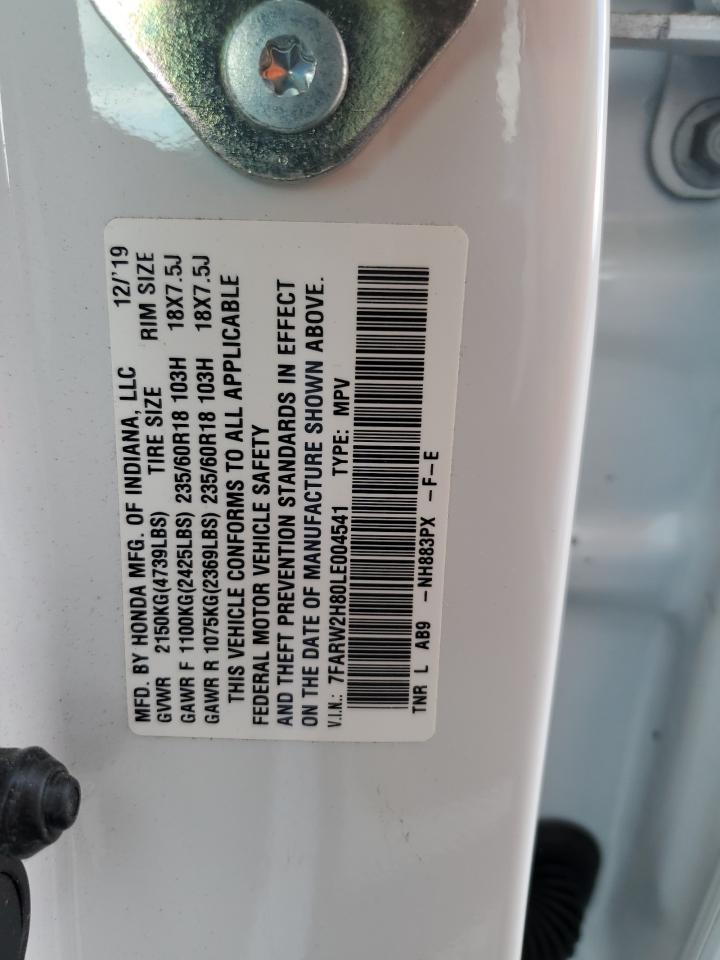 MFD. BY HONDA MFG. OF INDIANA, LLC 12/'19
GVWR 2150KG(4739LBS) TIRE SIZE RIM SIZE
GAWR F 1100KG(2425LBS) 235/60R18 103H 18X7.5J
GAWR R 1075KG(2369LBS) 235/60R18 103H 18X7.5J
THIS VEHICLE CONFORMS TO ALL APPLICABLE
FEDERAL MOTOR VEHICLE SAFETY
AND THEFT PREVENTION STANDARDS IN EFFECT
ON THE DATE OF MANUFACTURE SHOWN ABOVE.
V.I.N.: 7FARW2H80LE004541 TYPE: MPV
TNR L AB9 -NH883PX -F-E